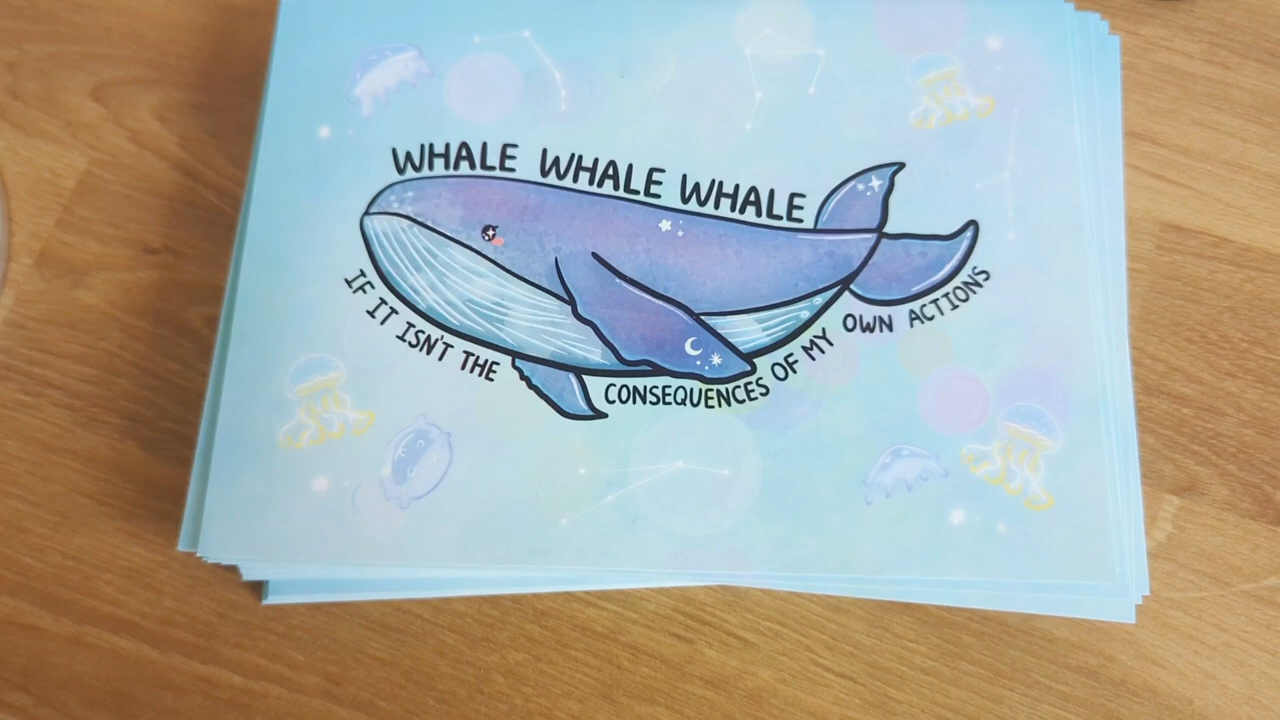 WHALE WHALE WHALE
IF IT ISN'T THE CONSEQUENCES OF MY OWN ACTIONS